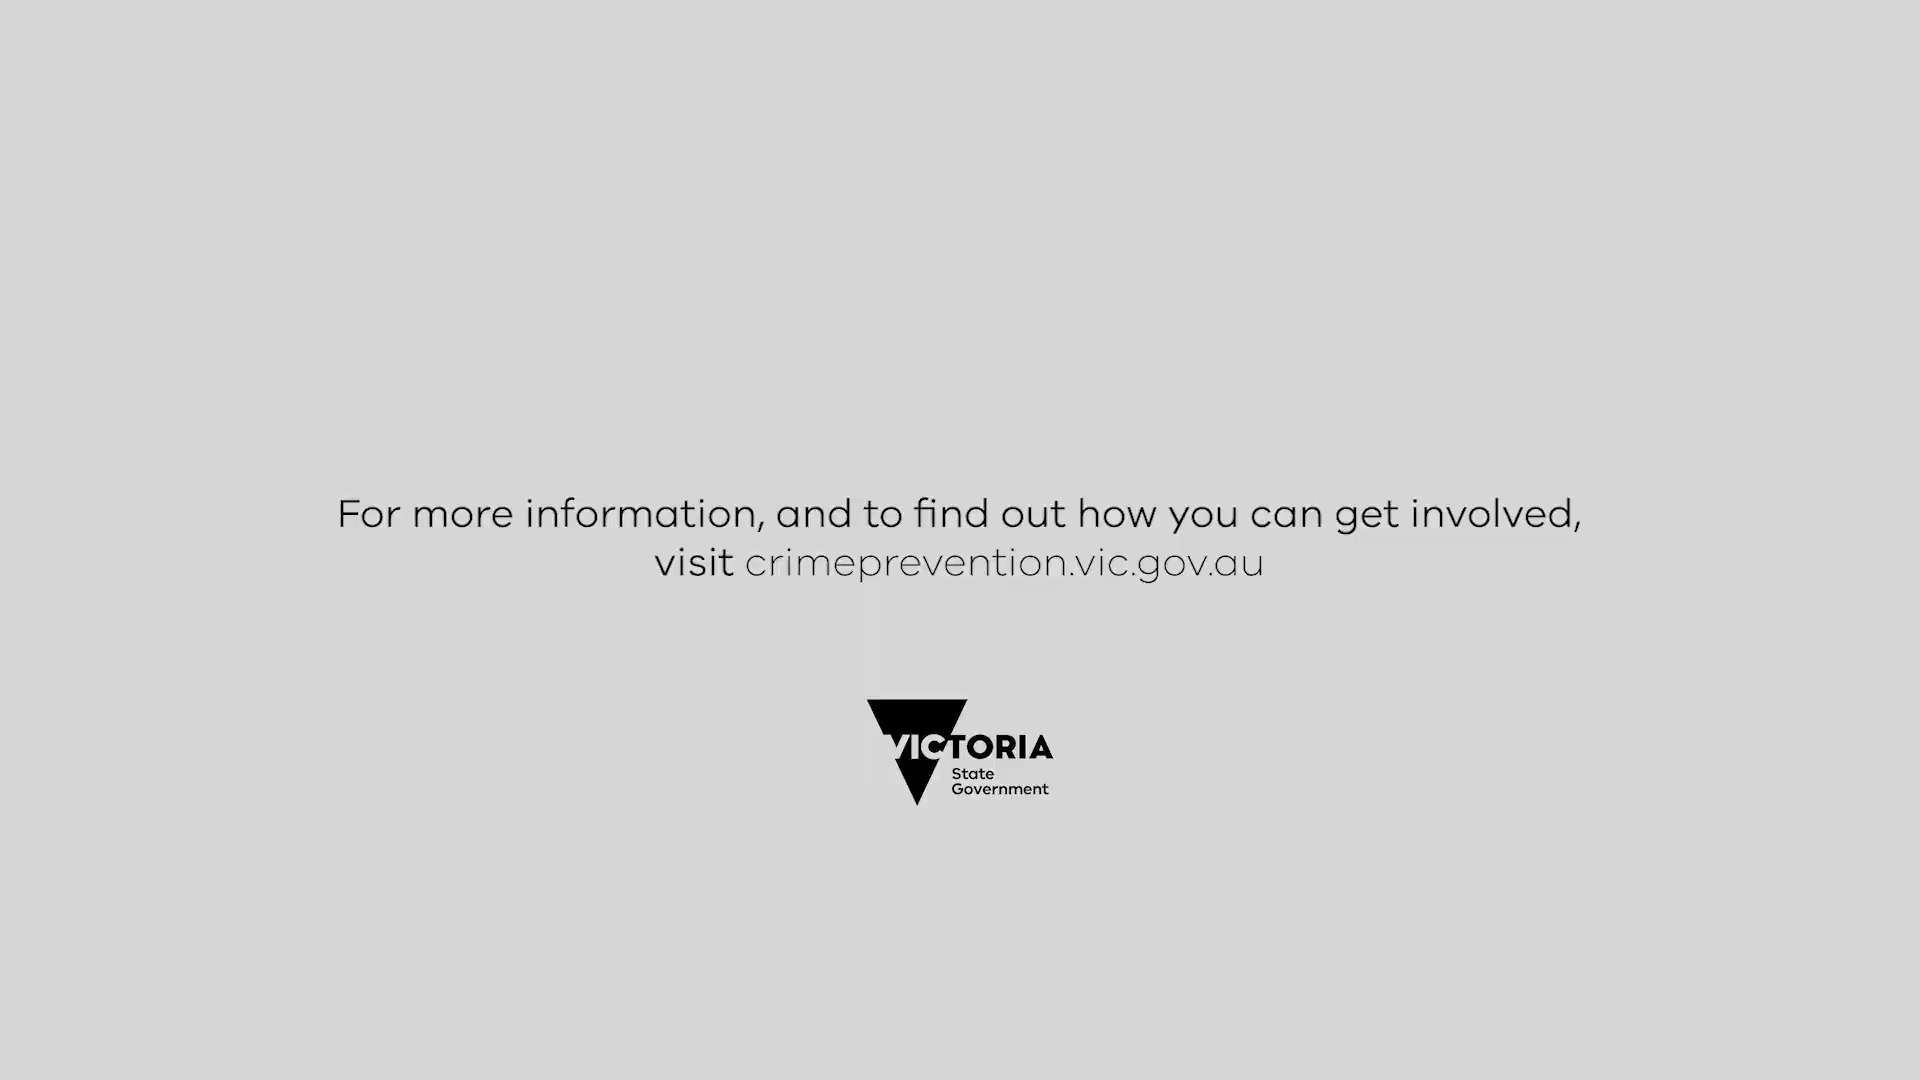 For more information, and to find out how you can get involved,
visit crimeprevention.vic.gov.au
VICTORIA
State
Government